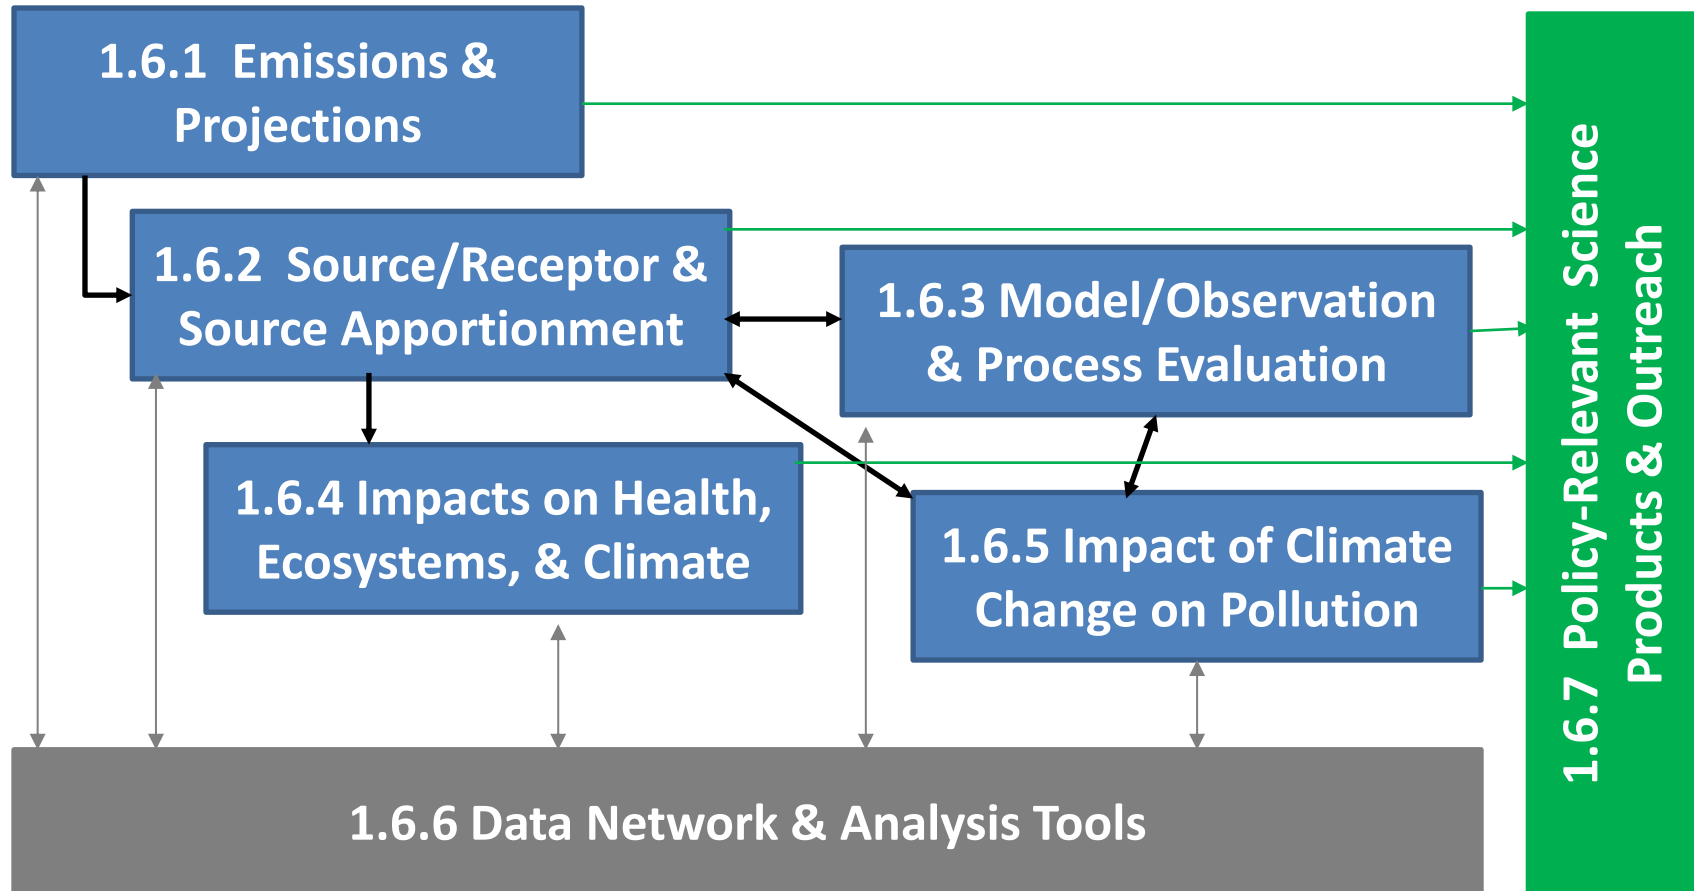 1.6.1  Emissions &
Projections
1.6.2  Source/Receptor &
Source Apportionment
1.6.3 Model/Observation
& Process Evaluation
1.6.4 Impacts on Health,
Ecosystems, & Climate
1.6.5 Impact of Climate
Change on Pollution
1.6.6 Data Network & Analysis Tools
1.6.7  Policy-Relevant  Science
Products & Outreach